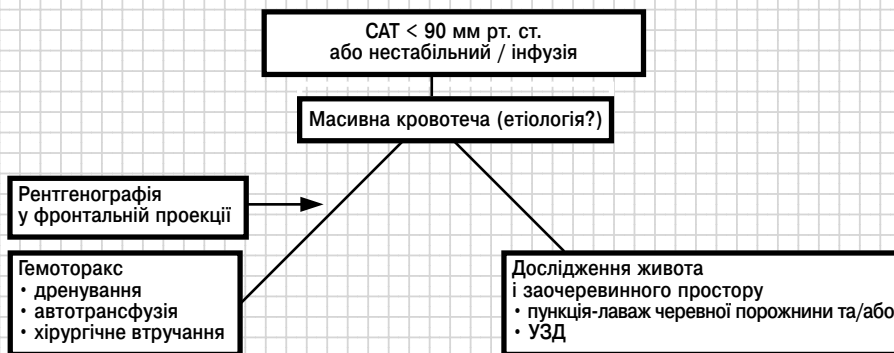 САТ < 90 мм рт. ст.
або нестабільний / інфузія
Масивна кровотеча (етіологія?)
Рентгенографія
у фронтальній проекції
Гемоторакс
· дренування
· автотрансфузія
· хірургічне втручання
Дослідження живота
і заочеревинного простору
· пункція-лаваж черевної порожнини та/або
· УЗД